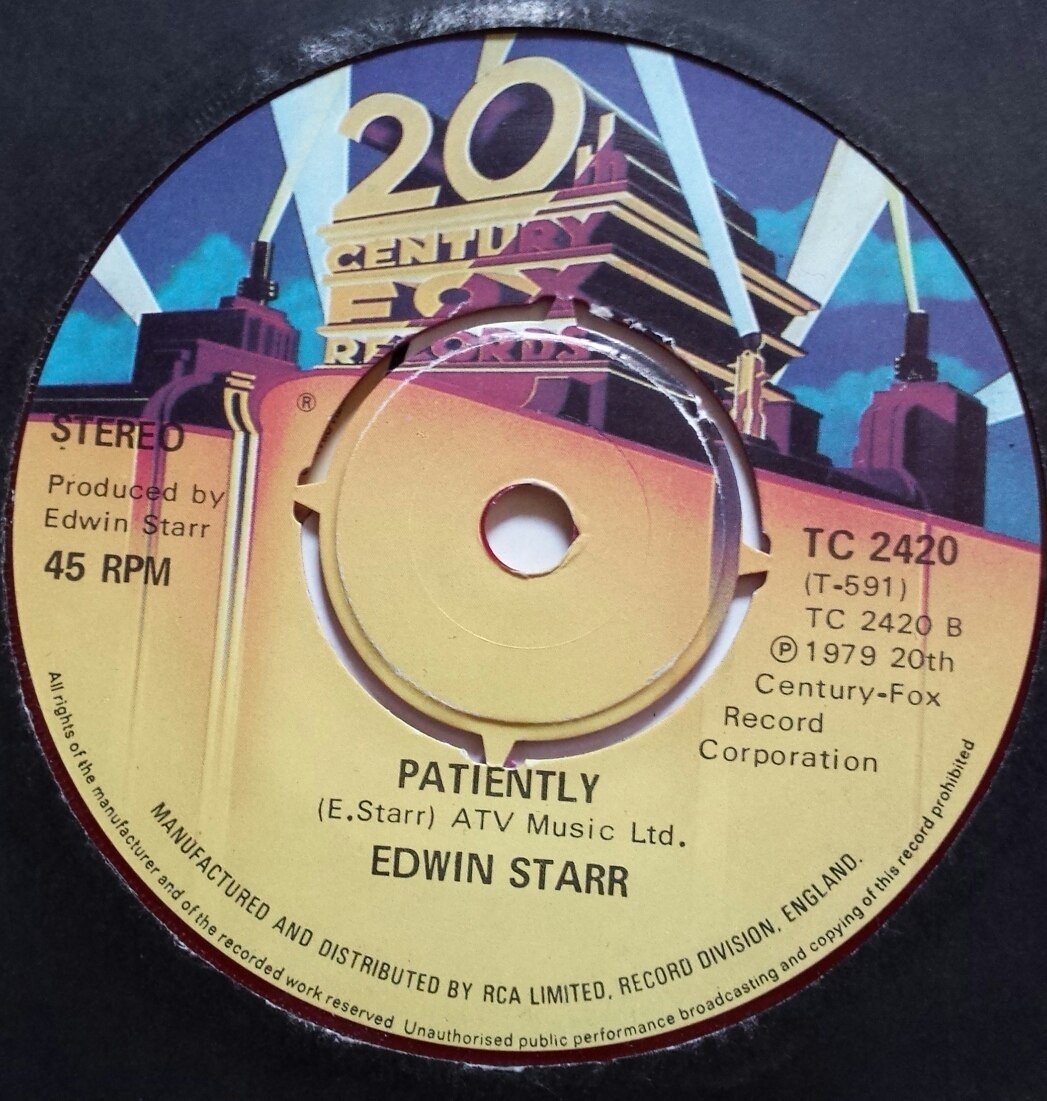 20th
CENTURY
FOX
RECORDS
®
STEREO
Produced by
Edwin Starr
45 RPM
TC 2420
(T-591)
TC 2420 B
Ⓟ 1979 20th
Century-Fox
Record
Corporation
PATIENTLY
(E.Starr) ATV Music Ltd.
EDWIN STARR
MANUFACTURED AND DISTRIBUTED BY RCA LIMITED, RECORD DIVISION, ENGLAND.
All rights of the manufacturer and of the recorded work reserved Unauthorised public performance broadcasting and copying of this record prohibited